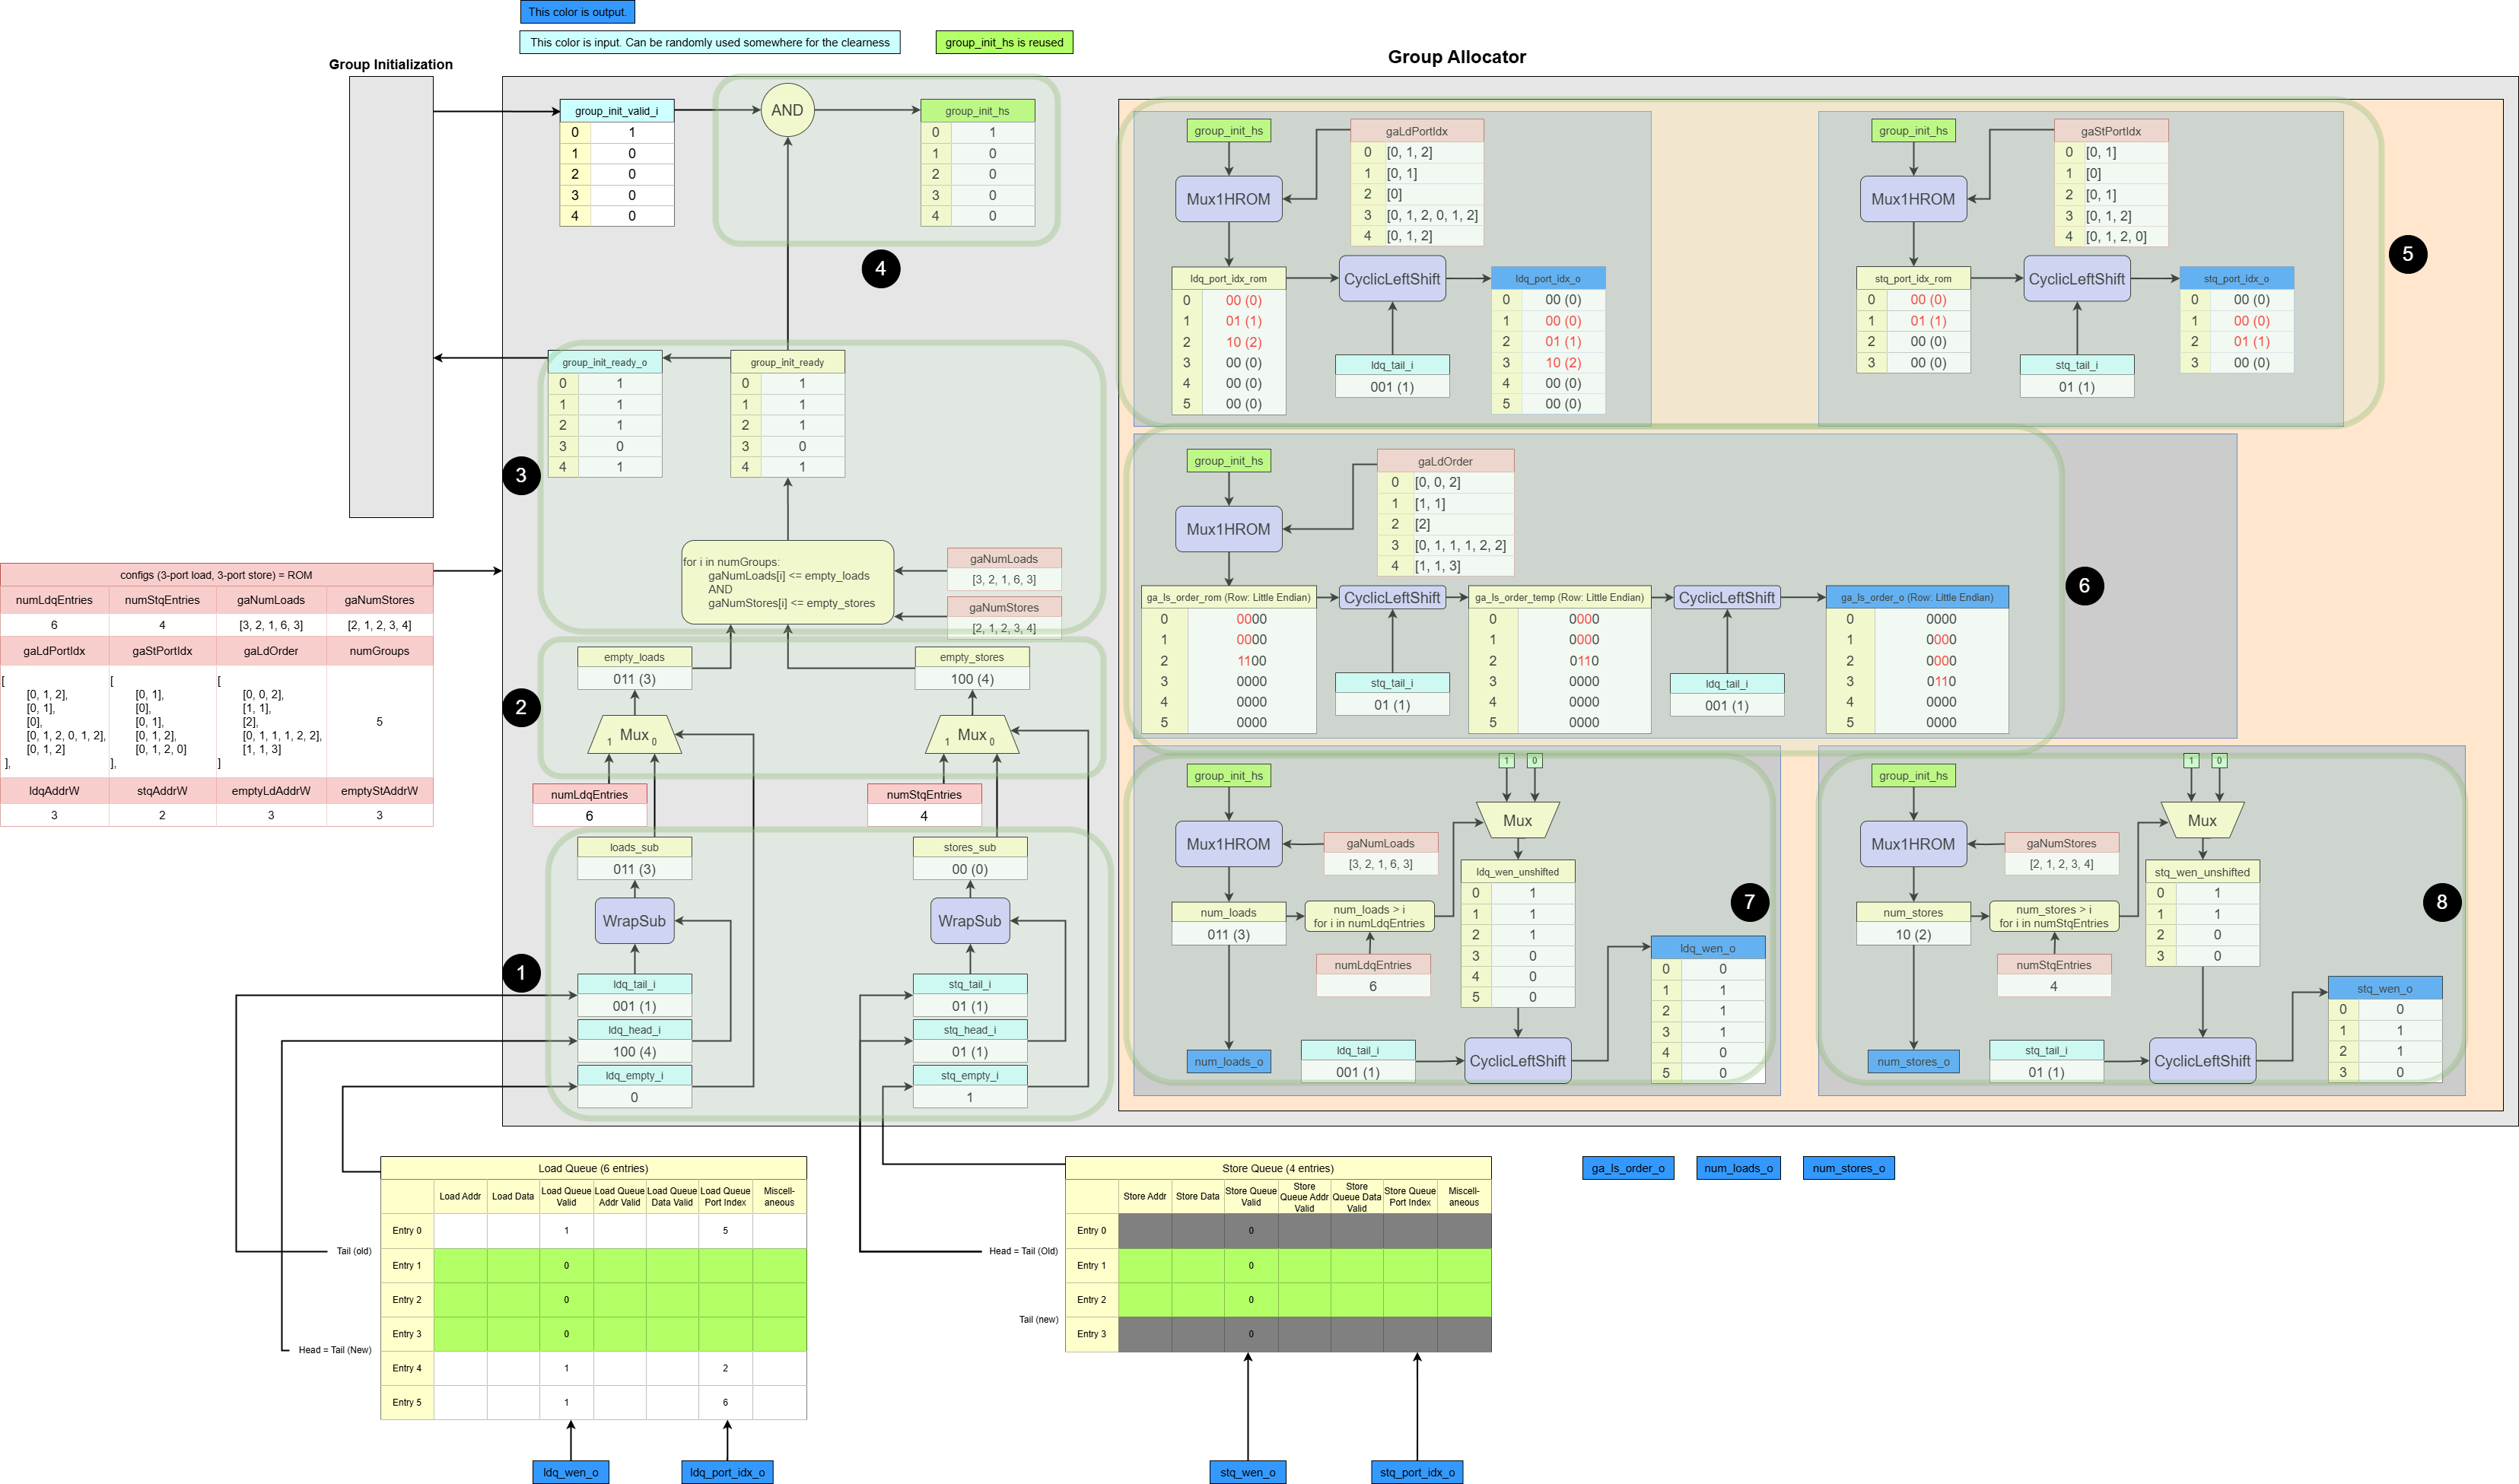 This color is output.
This color is input. Can be randomly used somewhere for the clearness
group_init_hs is reused
Group Initialization
Group Allocator
group_init_valid_i
0 1
1 0
2 0
3 0
4 0
AND
group_init_hs
0 1
1 0
2 0
3 0
4 0
4
group_init_ready_o
0 1
1 1
2 1
3 0
4 1
group_init_ready
0 1
1 1
2 1
3 0
4 1
3
for i in numGroups:
gaNumLoads[i] <= empty_loads
AND
gaNumStores[i] <= empty_stores
gaNumLoads
[3, 2, 1, 6, 3]
gaNumStores
[2, 1, 2, 3, 4]
configs (3-port load, 3-port store) = ROM
numLdqEntries numStqEntries gaNumLoads gaNumStores
6 4 [3, 2, 1, 6, 3] [2, 1, 2, 3, 4]
gaLdPortIdx gaStPortIdx gaLdOrder numGroups
[
[0, 1, 2],
[0, 1],
[0],
[0, 1, 2, 0, 1, 2],
[0, 1, 2]
],
[
[0, 1],
[0],
[0, 1],
[0, 1, 2],
[0, 1, 2, 0]
],
[
[0, 0, 2],
[1, 1],
[2],
[0, 1, 1, 1, 2, 2],
[1, 1, 3]
]
5
ldqAddrW stqAddrW emptyLdAddrW emptyStAddrW
3 2 3 3
2
empty_loads
011 (3)
empty_stores
100 (4)
1 Mux 0
1 Mux 0
numLdqEntries
6
numStqEntries
4
1
loads_sub
011 (3)
stores_sub
00 (0)
WrapSub
WrapSub
ldq_tail_i
001 (1)
stq_tail_i
01 (1)
ldq_head_i
100 (4)
stq_head_i
01 (1)
ldq_empty_i
0
stq_empty_i
1
group_init_hs
gaLdPortIdx
0 [0, 1, 2]
1 [0, 1]
2 [0]
3 [0, 1, 2, 0, 1, 2]
4 [0, 1, 2]
Mux1HROM
ldq_port_idx_rom
0 00 (0)
1 01 (1)
2 10 (2)
3 00 (0)
4 00 (0)
5 00 (0)
CyclicLeftShift
ldq_tail_i
001 (1)
ldq_port_idx_o
0 00 (0)
1 00 (0)
2 01 (1)
3 10 (2)
4 00 (0)
5 00 (0)
group_init_hs
gaStPortIdx
0 [0, 1]
1 [0]
2 [0, 1]
3 [0, 1, 2]
4 [0, 1, 2, 0]
Mux1HROM
stq_port_idx_rom
0 00 (0)
1 01 (1)
2 00 (0)
3 00 (0)
CyclicLeftShift
stq_tail_i
01 (1)
stq_port_idx_o
0 00 (0)
1 00 (0)
2 01 (1)
3 00 (0)
5
group_init_hs
gaLdOrder
0 [0, 0, 2]
1 [1, 1]
2 [2]
3 [0, 1, 1, 1, 2, 2]
4 [1, 1, 3]
Mux1HROM
ga_ls_order_rom (Row: Little Endian)
0 0000
1 0000
2 1100
3 0000
4 0000
5 0000
CyclicLeftShift
stq_tail_i
01 (1)
ga_ls_order_temp (Row: Little Endian)
0 0000
1 0000
2 0110
3 0000
4 0000
5 0000
CyclicLeftShift
ldq_tail_i
001 (1)
ga_ls_order_o (Row: Little Endian)
0 0000
1 0000
2 0000
3 0110
4 0000
5 0000
6
group_init_hs
Mux1HROM
gaNumLoads
[3, 2, 1, 6, 3]
num_loads
011 (3)
num_loads > i
for i in numLdqEntries
numLdqEntries
6
1 0
Mux
ldq_wen_unshifted
0 1
1 1
2 1
3 0
4 0
5 0
num_loads_o
ldq_tail_i
001 (1)
CyclicLeftShift
ldq_wen_o
0 0
1 1
2 1
3 1
4 0
5 0
7
group_init_hs
Mux1HROM
gaNumStores
[2, 1, 2, 3, 4]
num_stores
10 (2)
num_stores > i
for i in numStqEntries
numStqEntries
4
1 0
Mux
stq_wen_unshifted
0 1
1 1
2 0
3 0
num_stores_o
stq_tail_i
01 (1)
CyclicLeftShift
stq_wen_o
0 0
1 1
2 1
3 0
8
Load Queue (6 entries)
Load Addr Load Data Load Queue Valid Load Queue Addr Valid Load Queue Data Valid Load Queue Port Index Miscell-aneous
Entry 0 1 5
Tail (old)
Entry 1 0
Entry 2 0
Entry 3 0
Head = Tail (New)
Entry 4 1 2
Entry 5 1 6
ldq_wen_o
ldq_port_idx_o
Store Queue (4 entries)
Store Addr Store Data Store Queue Valid Store Queue Addr Valid Store Queue Data Valid Store Queue Port Index Miscell-aneous
Entry 0 0
Head = Tail (Old)
Entry 1 0
Entry 2 0
Tail (new)
Entry 3 0
stq_wen_o
stq_port_idx_o
ga_ls_order_o
num_loads_o
num_stores_o